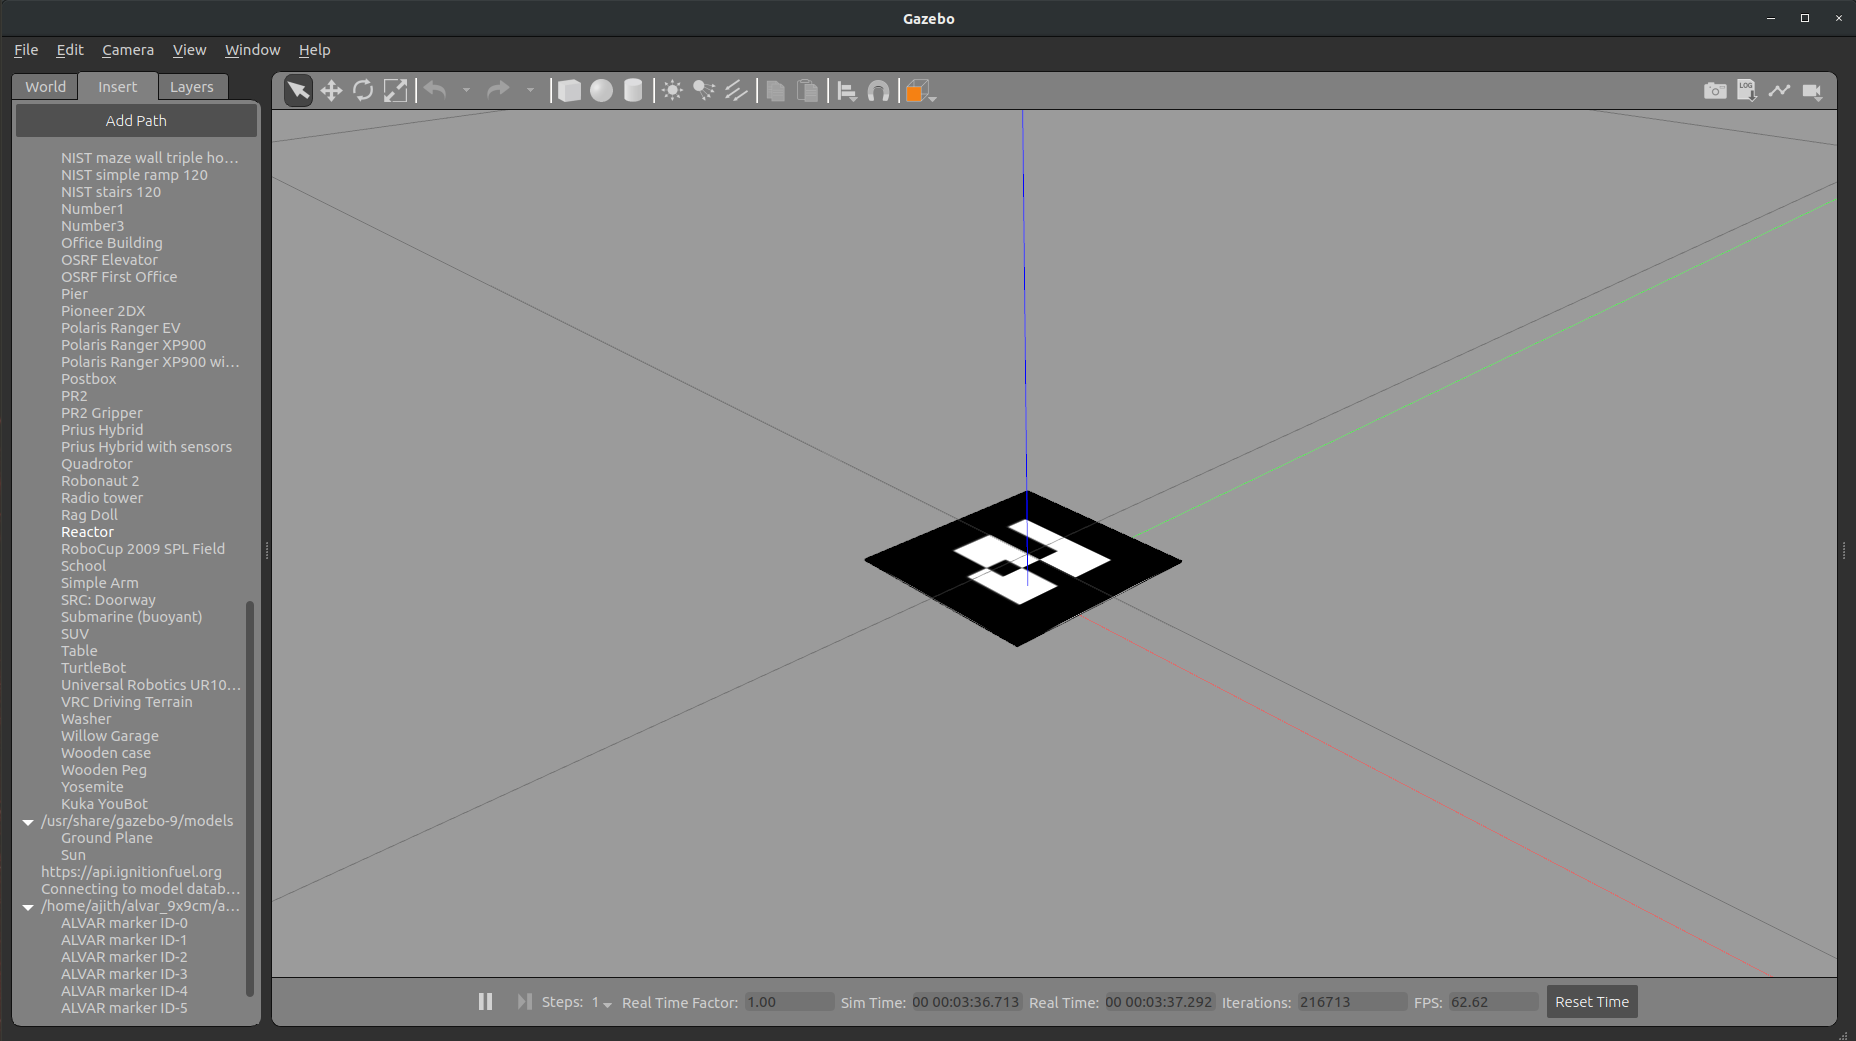 Gazebo
File Edit Camera View Window Help
World Insert Layers
Add Path
NIST maze wall triple ho...
NIST simple ramp 120
NIST stairs 120
Number1
Number3
Office Building
OSRF Elevator
OSRF First Office
Pier
Pioneer 2DX
Polaris Ranger EV
Polaris Ranger XP900
Polaris Ranger XP900 wi...
Postbox
PR2
PR2 Gripper
Prius Hybrid
Prius Hybrid with sensors
Quadrotor
Robonaut 2
Radio tower
Rag Doll
Reactor
RoboCup 2009 SPL Field
School
Simple Arm
SRC: Doorway
Submarine (buoyant)
SUV
Table
TurtleBot
Universal Robotics UR10...
VRC Driving Terrain
Washer
Willow Garage
Wooden case
Wooden Peg
Yosemite
Kuka YouBot
/usr/share/gazebo-9/models
Ground Plane
Sun
https://api.ignitionfuel.org
Connecting to model datab...
/home/ajith/alvar_9x9cm/a...
ALVAR marker ID-0
ALVAR marker ID-1
ALVAR marker ID-2
ALVAR marker ID-3
ALVAR marker ID-4
ALVAR marker ID-5
LOG
Steps: 1 Real Time Factor: 1.00 Sim Time: 00 00:03:36.713 Real Time: 00 00:03:37.292 Iterations: 216713 FPS: 62.62 Reset Time